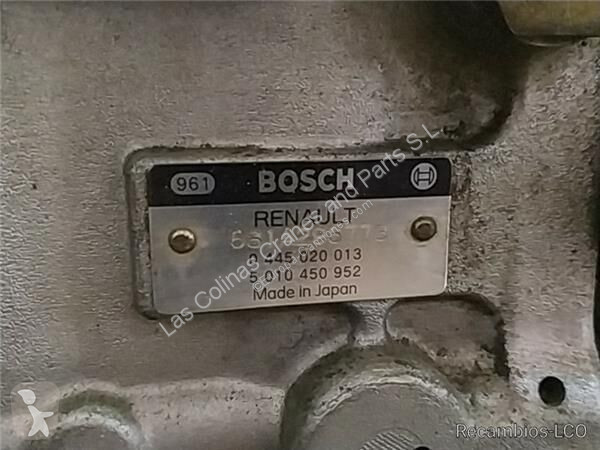 961 BOSCH
RENAULT
0 445 020 013
5 010 450 952
Made in Japan
Las Colinas Cranes and Parts S.L.
Recambios-LCO